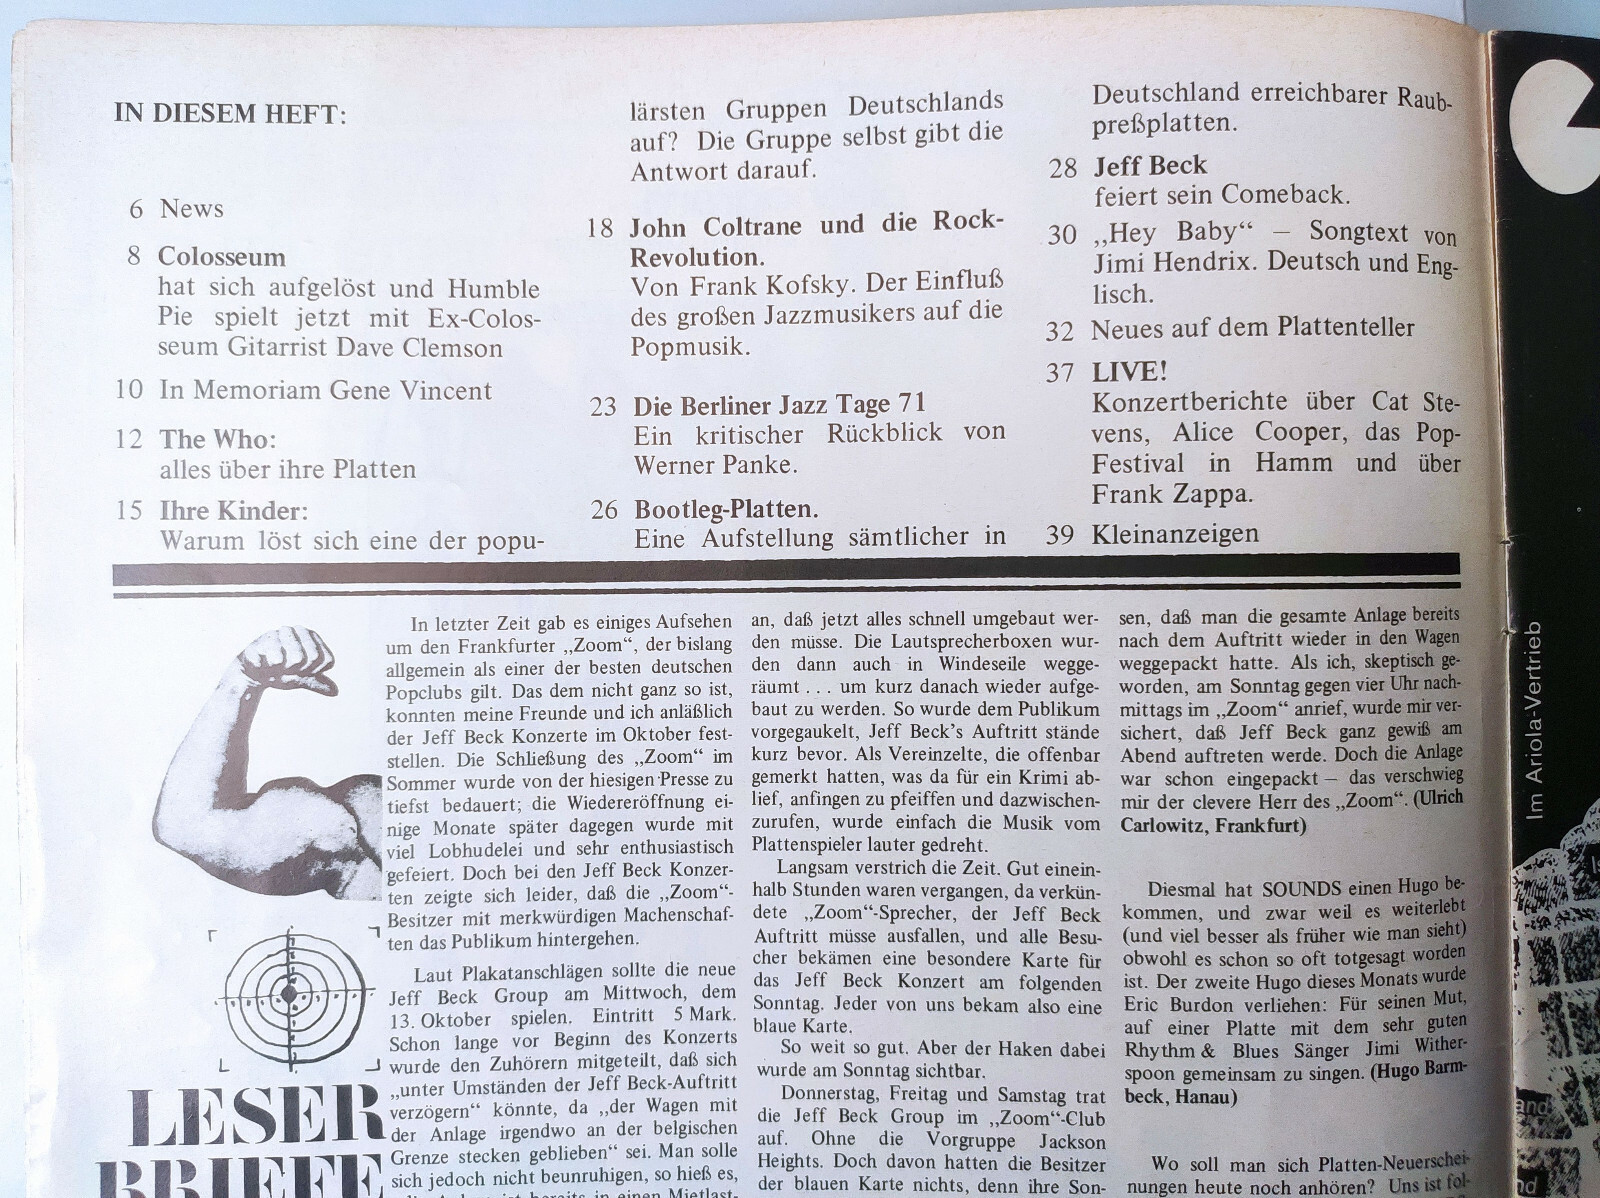 IN DIESEM HEFT:
6 News
8 Colosseum
hat sich aufgelöst und Humble
Pie spielt jetzt mit Ex-Colos-
seum Gitarrist Dave Clemson
10 In Memoriam Gene Vincent
12 The Who:
alles über ihre Platten
15 Ihre Kinder:
Warum löst sich eine der popu-
lärsten Gruppen Deutschlands
auf? Die Gruppe selbst gibt die
Antwort darauf.
18 John Coltrane und die Rock-
Revolution.
Von Frank Kofsky. Der Einfluß
des großen Jazzmusikers auf die
Popmusik.
23 Die Berliner Jazz Tage 71
Ein kritischer Rückblick von
Werner Panke.
26 Bootleg-Platten.
Eine Aufstellung sämtlicher in
Deutschland erreichbarer Raub-
preßplatten.
28 Jeff Beck
feiert sein Comeback.
30 „Hey Baby“ – Songtext von
Jimi Hendrix. Deutsch und Eng-
lisch.
32 Neues auf dem Plattenteller
37 LIVE!
Konzertberichte über Cat Ste-
vens, Alice Cooper, das Pop-
Festival in Hamm und über
Frank Zappa.
39 Kleinanzeigen
LESER
BRIEFE
In letzter Zeit gab es einiges Aufsehen
um den Frankfurter „Zoom“, der bislang
allgemein als einer der besten deutschen
Popclubs gilt. Das dem nicht ganz so ist,
konnten meine Freunde und ich anläßlich
der Jeff Beck Konzerte im Oktober fest-
stellen. Die Schließung des „Zoom“ im
Sommer wurde von der hiesigen Presse zu
tiefst bedauert; die Wiedereröffnung ei-
nige Monate später dagegen wurde mit
viel Lobhudelei und sehr enthusiastisch
gefeiert. Doch bei den Jeff Beck Konzer-
ten zeigte sich leider, daß die „Zoom“-
Besitzer mit merkwürdigen Machenschaf-
ten das Publikum hintergehen.
Laut Plakatanschlägen sollte die neue
Jeff Beck Group am Mittwoch, dem
13. Oktober spielen. Eintritt 5 Mark.
Schon lange vor Beginn des Konzerts
wurde den Zuhörern mitgeteilt, daß sich
„unter Umständen der Jeff Beck-Auftritt
verzögern“ könnte, da „der Wagen mit
der Anlage irgendwo an der belgischen
Grenze stecken geblieben“ sei. Man solle
sich jedoch nicht beunruhigen, so hieß es,
bereits in einen Mietlast-
an, daß jetzt alles schnell umgebaut wer-
den müsse. Die Lautsprecherboxen wur-
den dann auch in Windeseile wegge-
räumt . . . um kurz danach wieder aufge-
baut zu werden. So wurde dem Publikum
vorgegaukelt, Jeff Beck’s Auftritt stände
kurz bevor. Als Vereinzelte, die offenbar
gemerkt hatten, was da für ein Krimi ab-
lief, anfingen zu pfeiffen und dazwischen-
zurufen, wurde einfach die Musik vom
Plattenspieler lauter gedreht.
Langsam verstrich die Zeit. Gut einein-
halb Stunden waren vergangen, da verkün-
dete „Zoom“-Sprecher, der Jeff Beck
Auftritt müsse ausfallen, und alle Besu-
cher bekämen eine besondere Karte für
das Jeff Beck Konzert am folgenden
Sonntag. Jeder von uns bekam also eine
blaue Karte.
So weit so gut. Aber der Haken dabei
wurde am Sonntag sichtbar.
Donnerstag, Freitag und Samstag trat
die Jeff Beck Group im „Zoom“-Club
auf. Ohne die Vorgruppe Jackson
Heights. Doch davon hatten die Besitzer
der blauen Karte nichts, denn ihre Son-
sen, daß man die gesamte Anlage bereits
nach dem Auftritt wieder in den Wagen
weggepackt hatte. Als ich, skeptisch ge-
worden, am Sonntag gegen vier Uhr nach-
mittags im „Zoom“ anrief, wurde mir ver-
sichert, daß Jeff Beck ganz gewiß am
Abend auftreten werde. Doch die Anlage
war schon eingepackt – das verschwieg
mir der clevere Herr des „Zoom“. (Ulrich
Carlowitz, Frankfurt)
Diesmal hat SOUNDS einen Hugo be-
kommen, und zwar weil es weiterlebt
(und viel besser als früher wie man sieht)
obwohl es schon so oft totgesagt worden
ist. Der zweite Hugo dieses Monats wurde
Eric Burdon verliehen: Für seinen Mut,
auf einer Platte mit dem sehr guten
Rhythm & Blues Sänger Jimi Wither-
spoon gemeinsam zu singen. (Hugo Barm-
beck, Hanau)
Wo soll man sich Platten-Neuerschei-
nungen heute noch anhören? Uns ist fol-
Im Ariola-Vertrieb